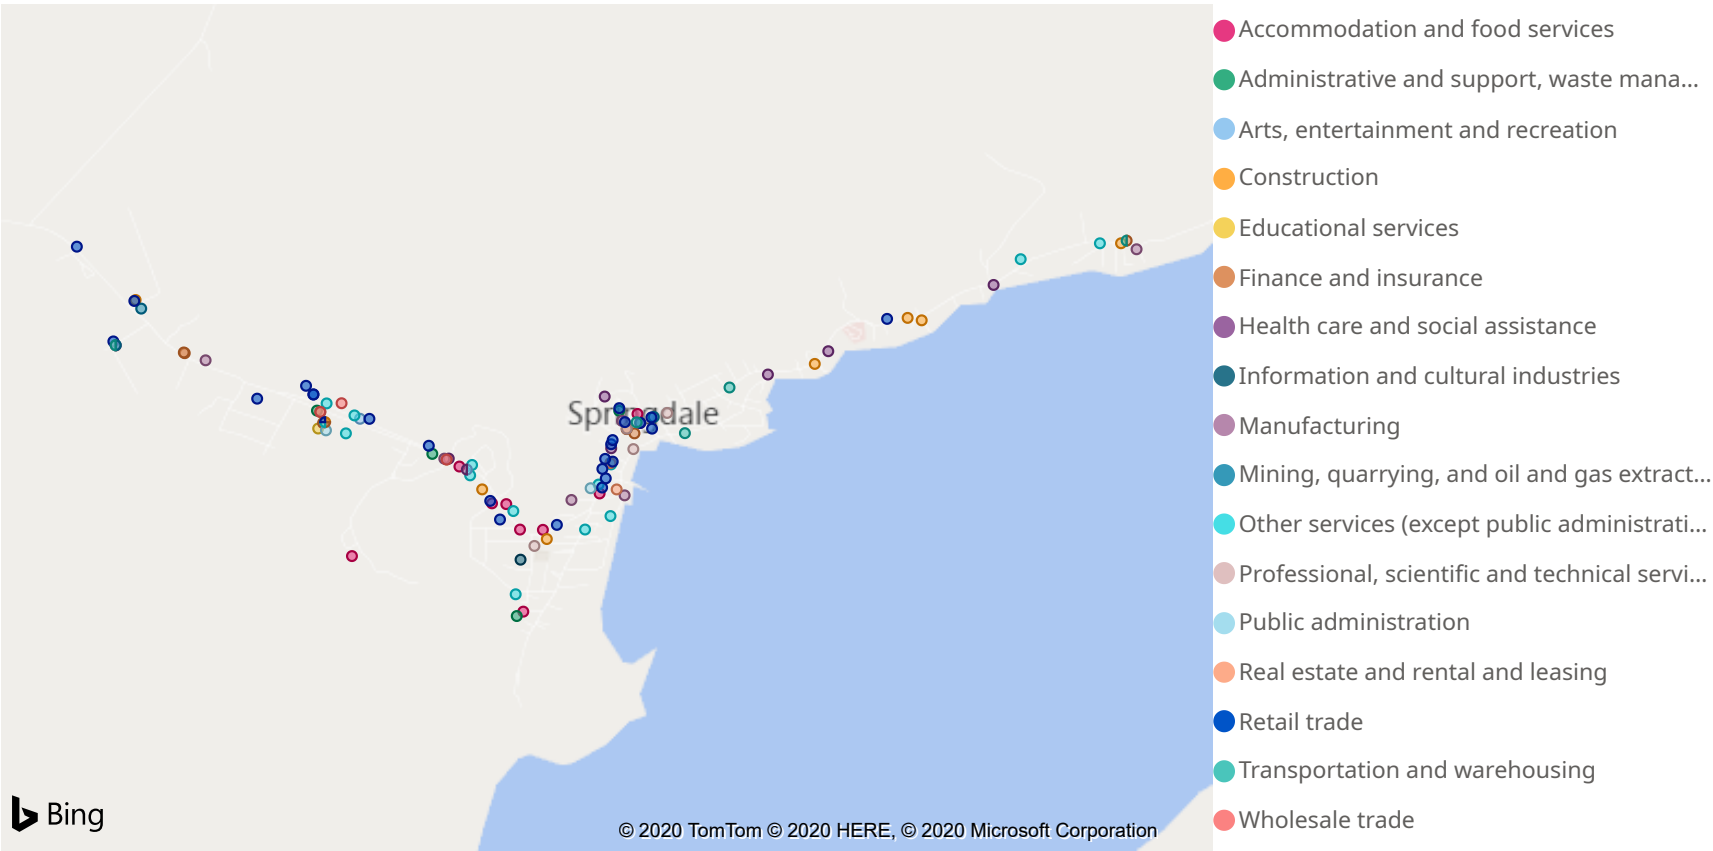 Accommodation and food services
Administrative and support, waste mana...
Arts, entertainment and recreation
Construction
Educational services
Finance and insurance
Health care and social assistance
Information and cultural industries
Springdale
Manufacturing
Mining, quarrying, and oil and gas extract...
Other services (except public administrati...
Professional, scientific and technical servi...
Public administration
Real estate and rental and leasing
Retail trade
Transportation and warehousing
Wholesale trade
Bing
© 2020 TomTom © 2020 HERE, © 2020 Microsoft Corporation